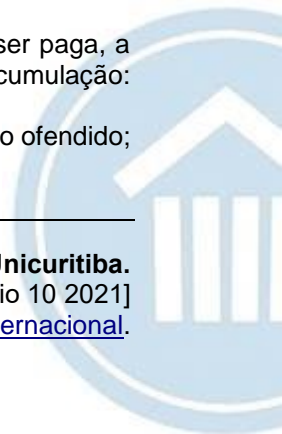 ser paga, a
cumulação:
o ofendido;
Unicuritiba.
io 10 2021]
ernacional.